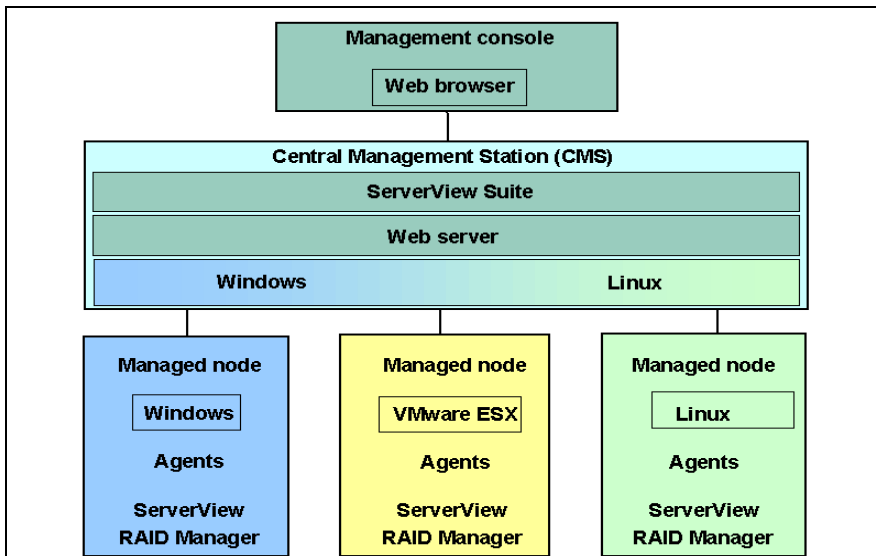 Management console
Web browser
Central Management Station (CMS)
ServerView Suite
Web server
Windows
Linux
Managed node
Windows
Agents
ServerView
RAID Manager
Managed node
VMware ESX
Agents
ServerView
RAID Manager
Managed node
Linux
Agents
ServerView
RAID Manager